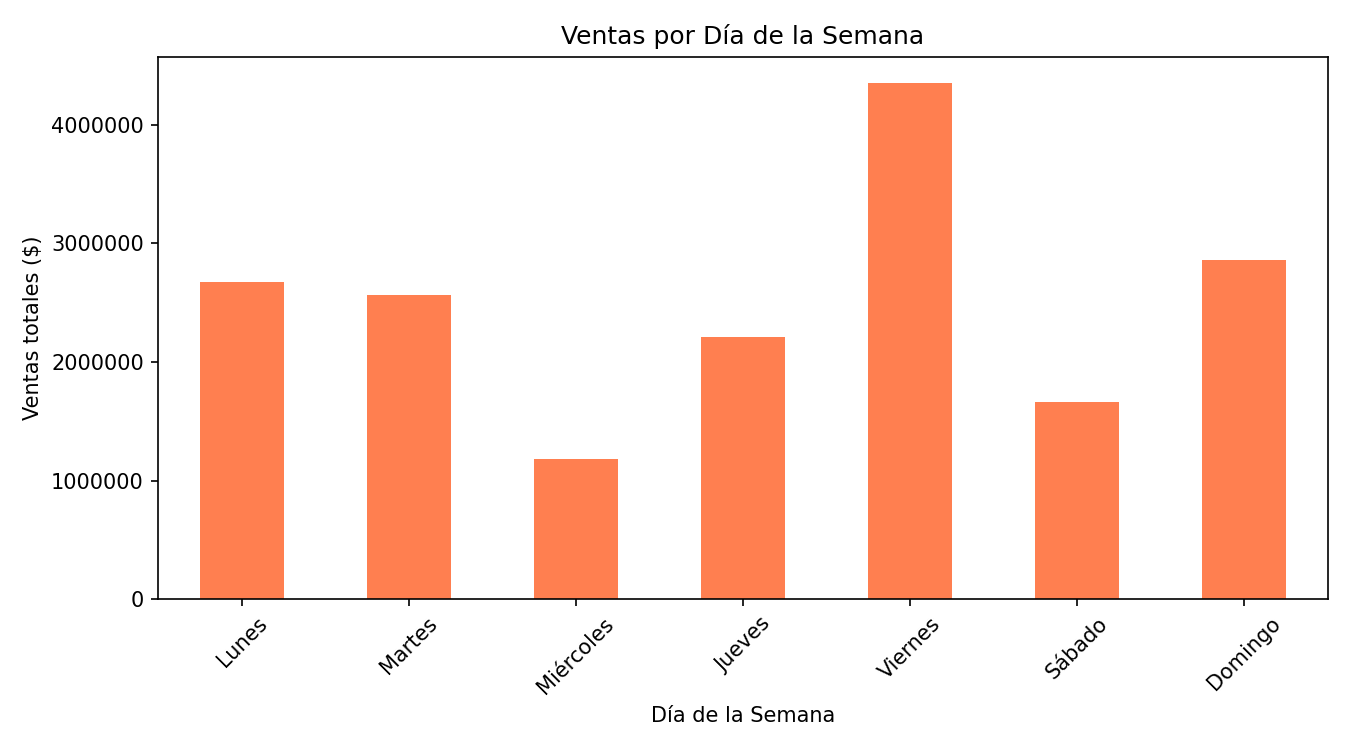 Ventas por Día de la Semana
Ventas totales ($)
4000000
3000000
2000000
1000000
0
Lunes
Martes
Miércoles
Jueves
Viernes
Sábado
Domingo
Día de la Semana